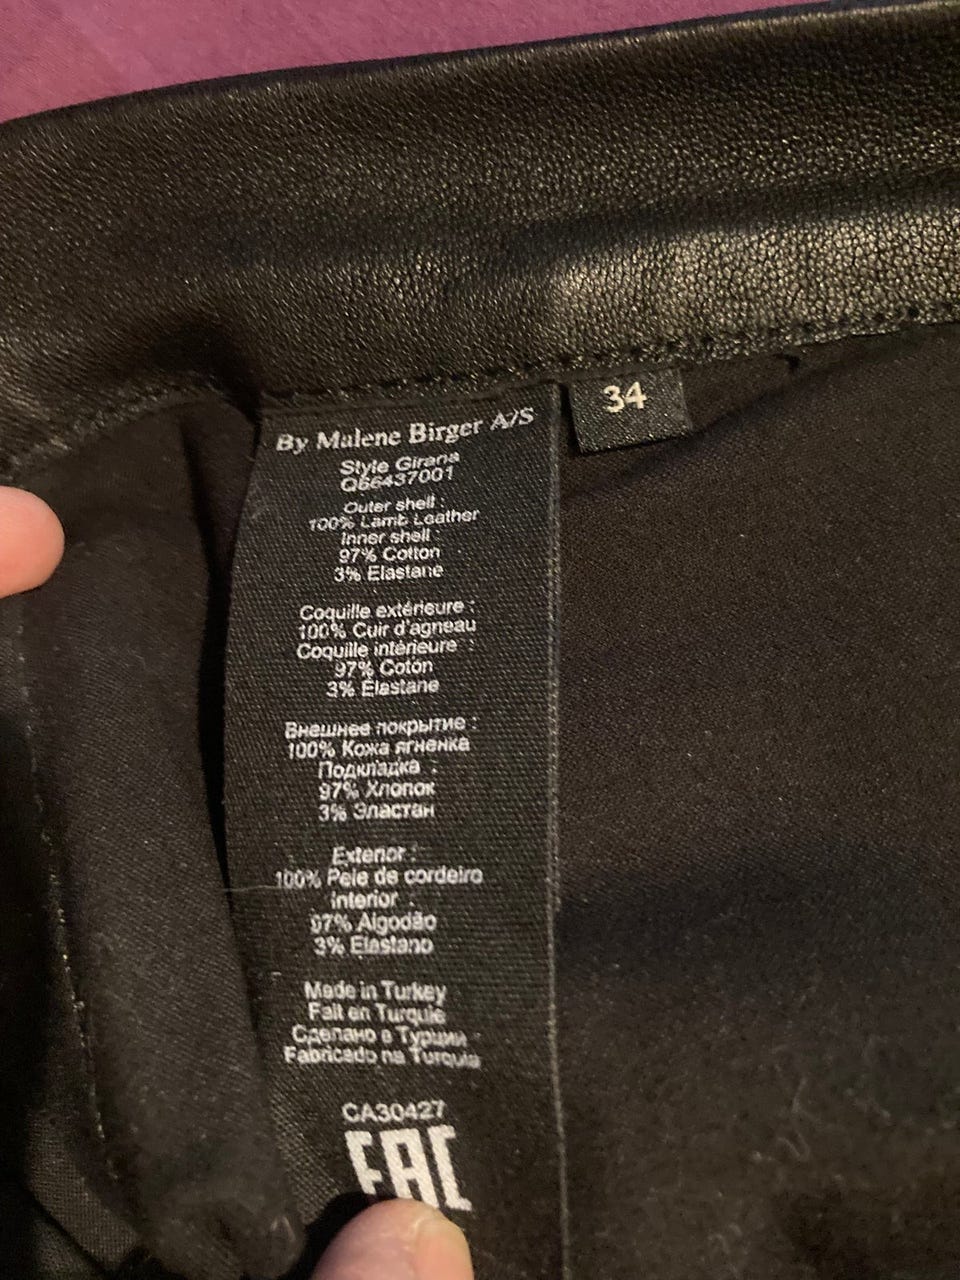 By Malene Birger A/S
34
Style Girana
Q66437001
Outer shell :
100% Lamb Leather
Inner shell :
97% Cotton
3% Elastane
Coquille extérieure :
100% Cuir d'agneau
Coquille intérieure :
97% Coton
3% Élastane
Внешнее покрытие :
100% Кожа ягненка
Подкладка :
97% Хлопок
3% Эластан
Exterior :
100% Pele de cordeiro
Interior :
97% Algodão
3% Elastano
Made in Turkey
Fait en Turquie
Сделано в Турции
Fabricado na Turquia
CA30427
EAC